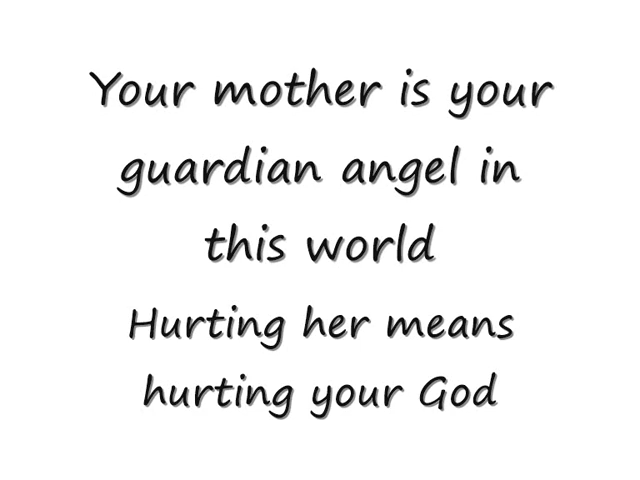 Your mother is your
guardian angel in
this world
Hurting her means
hurting your God